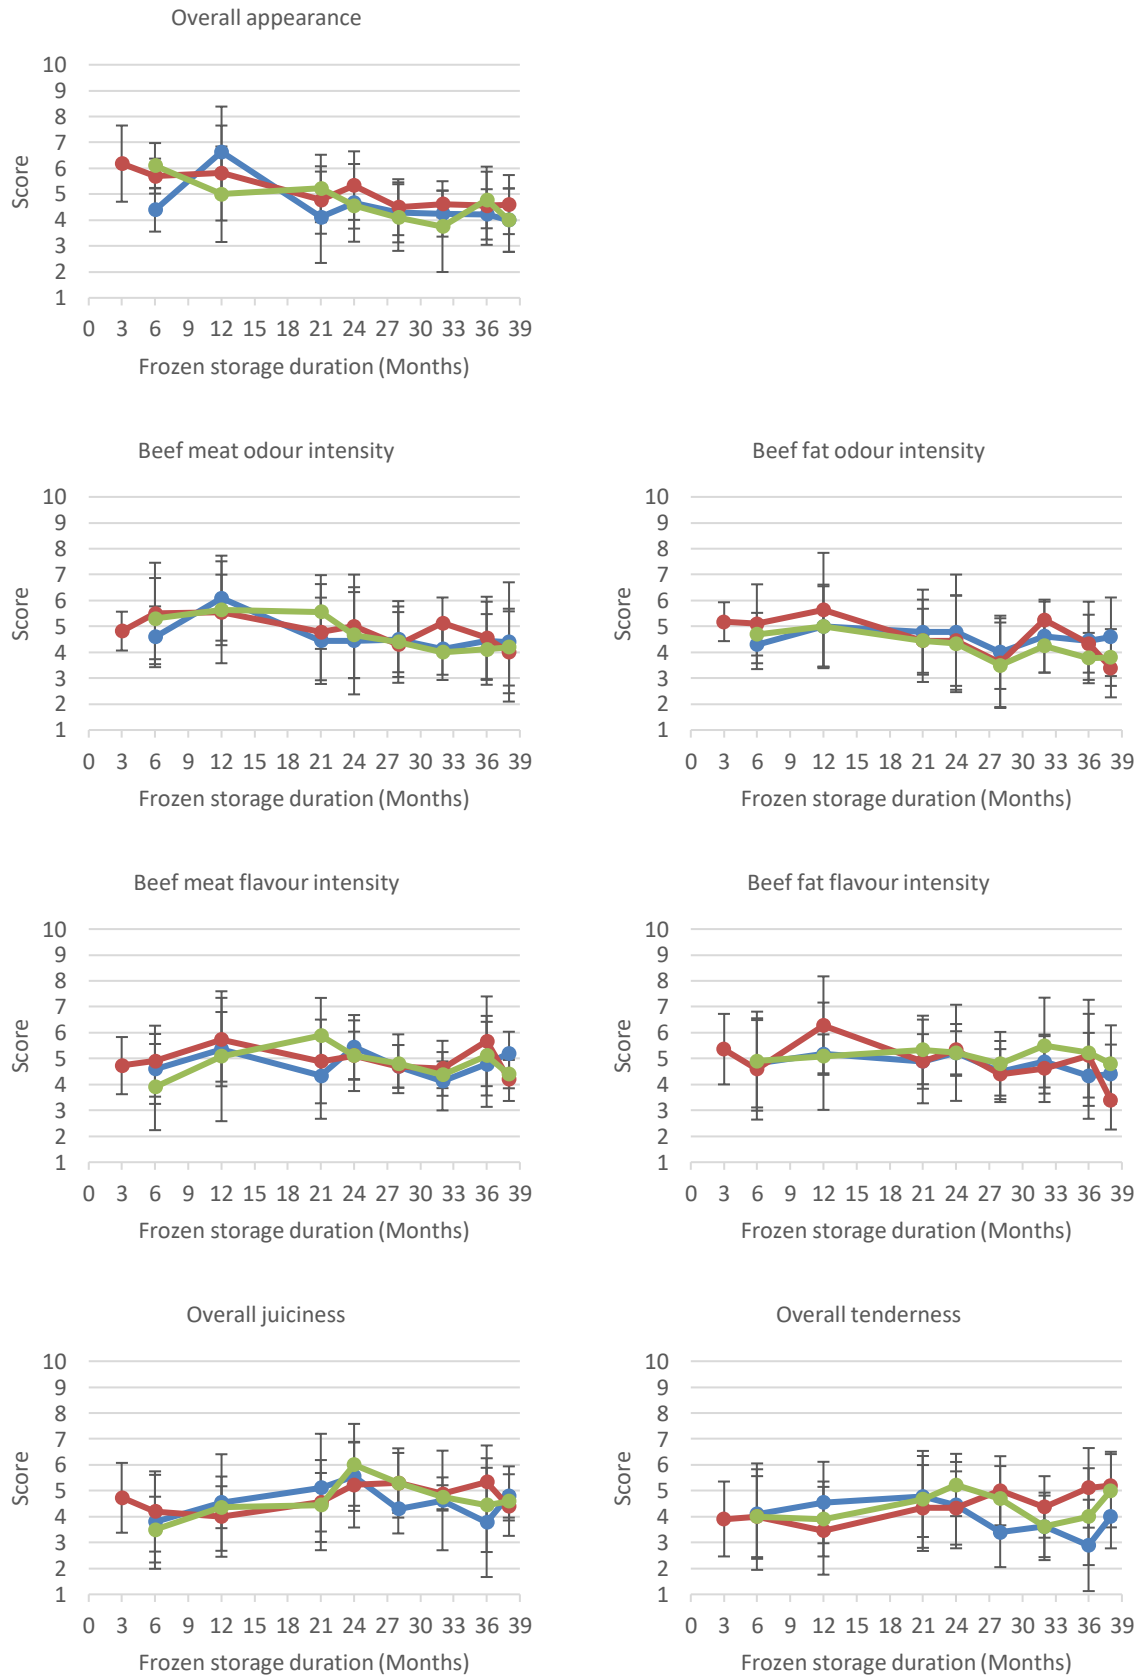 Overall appearance
10
9
8
7
6
5
4
3
2
1
Score
0 3 6 9 12 15 18 21 24 27 30 33 36 39
Frozen storage duration (Months)
Beef meat odour intensity
10
9
8
7
6
5
4
3
2
1
Score
0 3 6 9 12 15 18 21 24 27 30 33 36 39
Frozen storage duration (Months)
Beef fat odour intensity
10
9
8
7
6
5
4
3
2
1
Score
0 3 6 9 12 15 18 21 24 27 30 33 36 39
Frozen storage duration (Months)
Beef meat flavour intensity
10
9
8
7
6
5
4
3
2
1
Score
0 3 6 9 12 15 18 21 24 27 30 33 36 39
Frozen storage duration (Months)
Beef fat flavour intensity
10
9
8
7
6
5
4
3
2
1
Score
0 3 6 9 12 15 18 21 24 27 30 33 36 39
Frozen storage duration (Months)
Overall juiciness
10
9
8
7
6
5
4
3
2
1
Score
0 3 6 9 12 15 18 21 24 27 30 33 36 39
Frozen storage duration (Months)
Overall tenderness
10
9
8
7
6
5
4
3
2
1
Score
0 3 6 9 12 15 18 21 24 27 30 33 36 39
Frozen storage duration (Months)